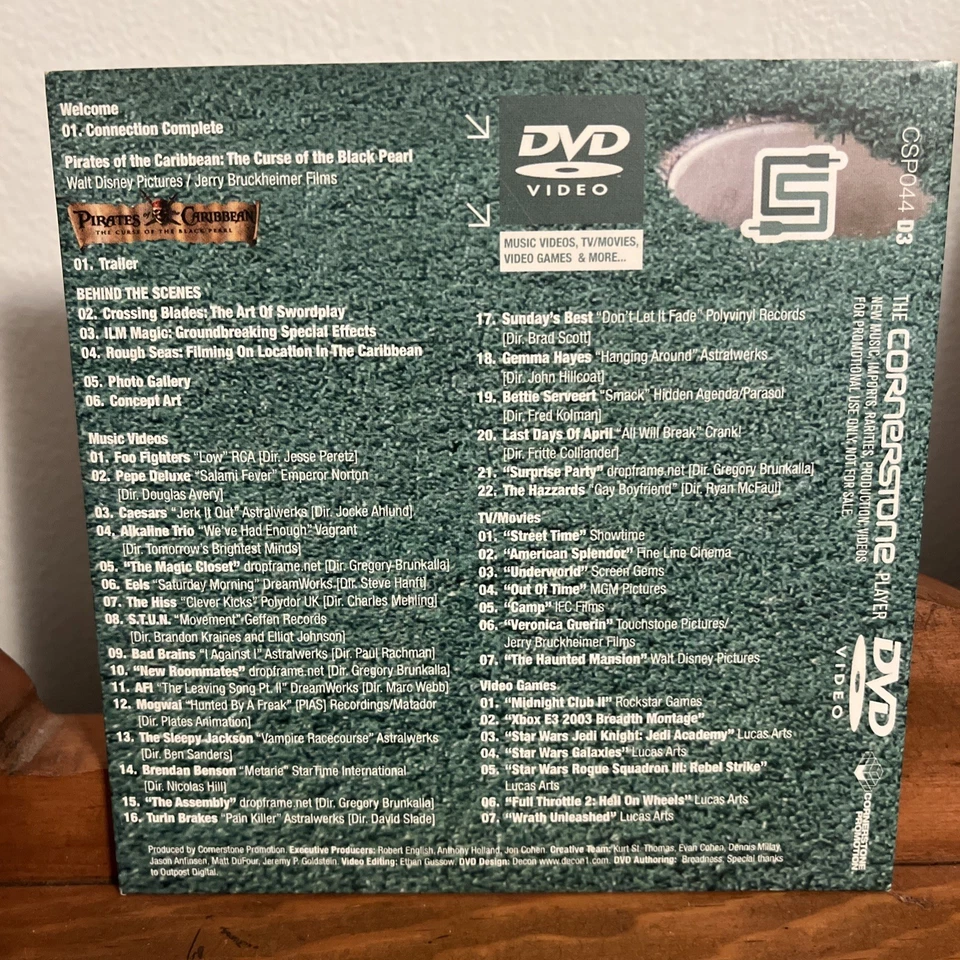 Welcome
01. Connection Complete
Pirates of the Caribbean: The Curse of the Black Pearl
Walt Disney Pictures / Jerry Bruckheimer Films
PIRATES of the CARIBBEAN
THE CURSE OF THE BLACK PEARL
01. Trailer
BEHIND THE SCENES
02. Crossing Blades: The Art Of Swordplay
03. ILM Magic: Groundbreaking Special Effects
04. Rough Seas: Filming On Location In The Caribbean
05. Photo Gallery
06. Concept Art
Music Videos
01. Foo Fighters "Low" RCA [Dir. Jesse Peretz]
02. Pepe Deluxe "Salami Fever" Emperor Norton
[Dir. Douglas Avery]
03. Caesars "Jerk It Out" Astralwerks [Dir. Jocke Ahlund]
04. Alkaline Trio "We've Had Enough" Vagrant
[Dir. Tomorrow's Brightest Minds]
05. "The Magic Closet" dropframe.net [Dir. Gregory Brunkalla]
06. Eels "Saturday Morning" DreamWorks [Dir. Steve Hanft]
07. The Hiss "Clever Kicks" Polydor UK [Dir. Charles Mehling]
08. S.T.U.N. "Movement" Geffen Records
[Dir. Brandon Kraines and Elliot Johnson]
09. Bad Brains "I Against I" Astralwerks [Dir. Paul Rachman]
10. "New Roommates" dropframe.net [Dir. Gregory Brunkalla]
11. AFI "The Leaving Song Pt. II" DreamWorks [Dir. Marc Webb]
12. Mogwai "Hunted By A Freak" [PIAS] Recordings/Matador
[Dir. Plates Animation]
13. The Sleepy Jackson "Vampire Racecourse" Astralwerks
[Dir. Ben Sanders]
14. Brendan Benson "Metarie" StarTime International
[Dir. Nicolas Hill]
15. "The Assembly" dropframe.net [Dir. Gregory Brunkalla]
16. Turin Brakes "Pain Killer" Astralwerks [Dir. David Slade]
DVD
VIDEO
MUSIC VIDEOS, TV/MOVIES,
VIDEO GAMES & MORE...
17. Sunday's Best "Don't Let It Fade" Polyvinyl Records
[Dir. Brad Scott]
18. Gemma Hayes "Hanging Around" Astralwerks
[Dir. John Hillcoat]
19. Bettie Serveert "Smack" Hidden Agenda/Parasol
[Dir. Fred Kolman]
20. Last Days Of April "All Will Break" Crank!
[Dir. Fritte Colliander]
21. "Surprise Party" dropframe.net [Dir. Gregory Brunkalla]
22. The Hazzards "Gay Boyfriend" [Dir. Ryan McFaul]
TV/Movies
01. "Street Time" Showtime
02. "American Splendor" Fine Line Cinema
03. "Underworld" Screen Gems
04. "Out Of Time" MGM Pictures
05. "Camp" IFC Films
06. "Veronica Guerin" Touchstone Pictures/
Jerry Bruckheimer Films
07. "The Haunted Mansion" Walt Disney Pictures
Video Games
01. "Midnight Club II" Rockstar Games
02. "Xbox E3 2003 Breadth Montage"
03. "Star Wars Jedi Knight: Jedi Academy" Lucas Arts
04. "Star Wars Galaxies" Lucas Arts
05. "Star Wars Rogue Squadron III: Rebel Strike"
Lucas Arts
06. "Full Throttle 2: Hell On Wheels" Lucas Arts
07. "Wrath Unleashed" Lucas Arts
Produced by Cornerstone Promotion. Executive Producers: Robert English, Anthony Holland, Jon Cohen. Creative Team: Kurt St. Thomas, Evan Cohen, Dennis Millay,
Jason Anfinsen, Matt DuFour, Jeremy P. Goldstein. Video Editing: Ethan Gussow. DVD Design: Decon www.decon1.com. DVD Authoring: Broadness. Special thanks
to Outpost Digital.
CSP044 D3
THE CORNERSTONE PLAYER
NEW MUSIC, IMPORTS, RARITIES, PRODUCTION, VIDEOS
FOR PROMOTIONAL USE ONLY. NOT FOR SALE.
DVD
VIDEO
CORNERSTONE
PROMOTION